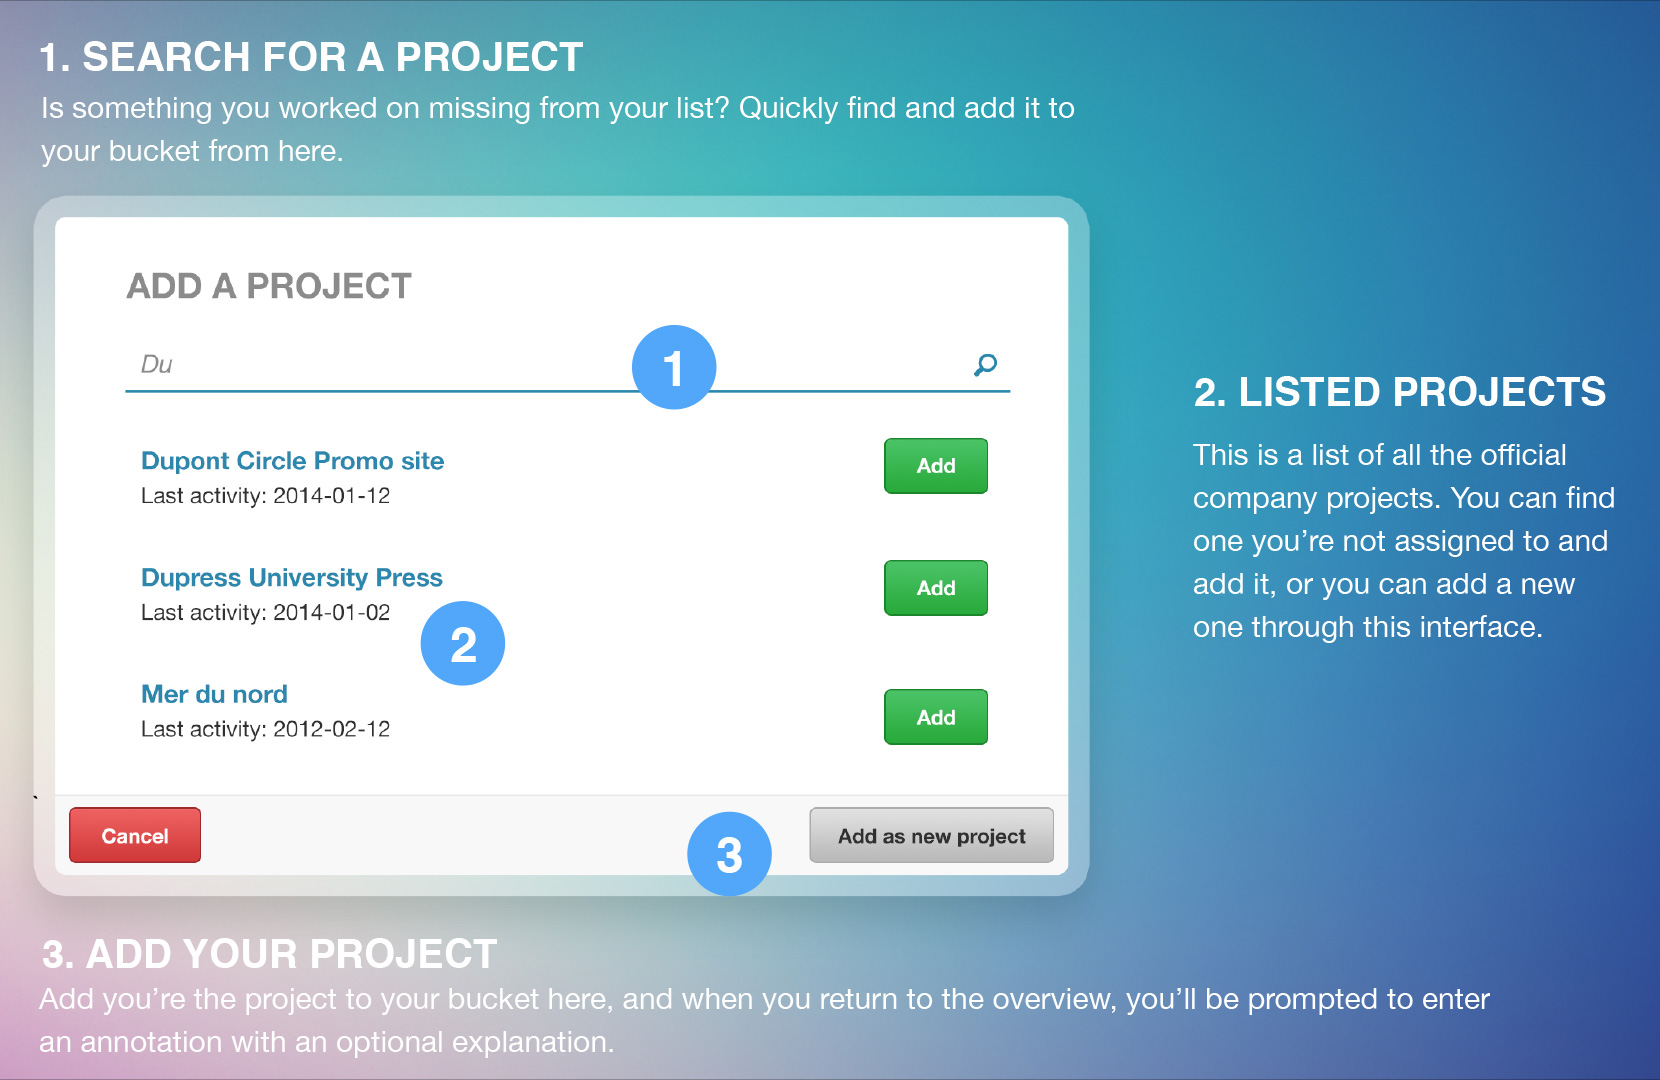 1. SEARCH FOR A PROJECT
Is something you worked on missing from your list? Quickly find and add it to
your bucket from here.
ADD A PROJECT
Du
1
Dupont Circle Promo site
Last activity: 2014-01-12
Add
Dupress University Press
Last activity: 2014-01-02
Add
2
Mer du nord
Last activity: 2012-02-12
Add
Cancel
3
Add as new project
2. LISTED PROJECTS
This is a list of all the official
company projects. You can find
one you’re not assigned to and
add it, or you can add a new
one through this interface.
3. ADD YOUR PROJECT
Add you’re the project to your bucket here, and when you return to the overview, you’ll be prompted to enter
an annotation with an optional explanation.